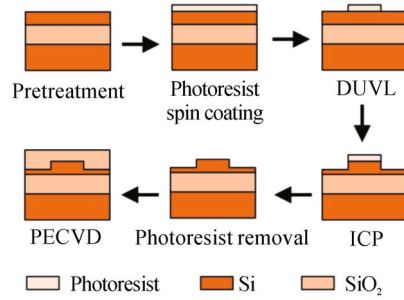 Pretreatment
Photoresist
spin coating
DUVL
PECVD
Photoresist removal
ICP
Photoresist
Si
SiO₂